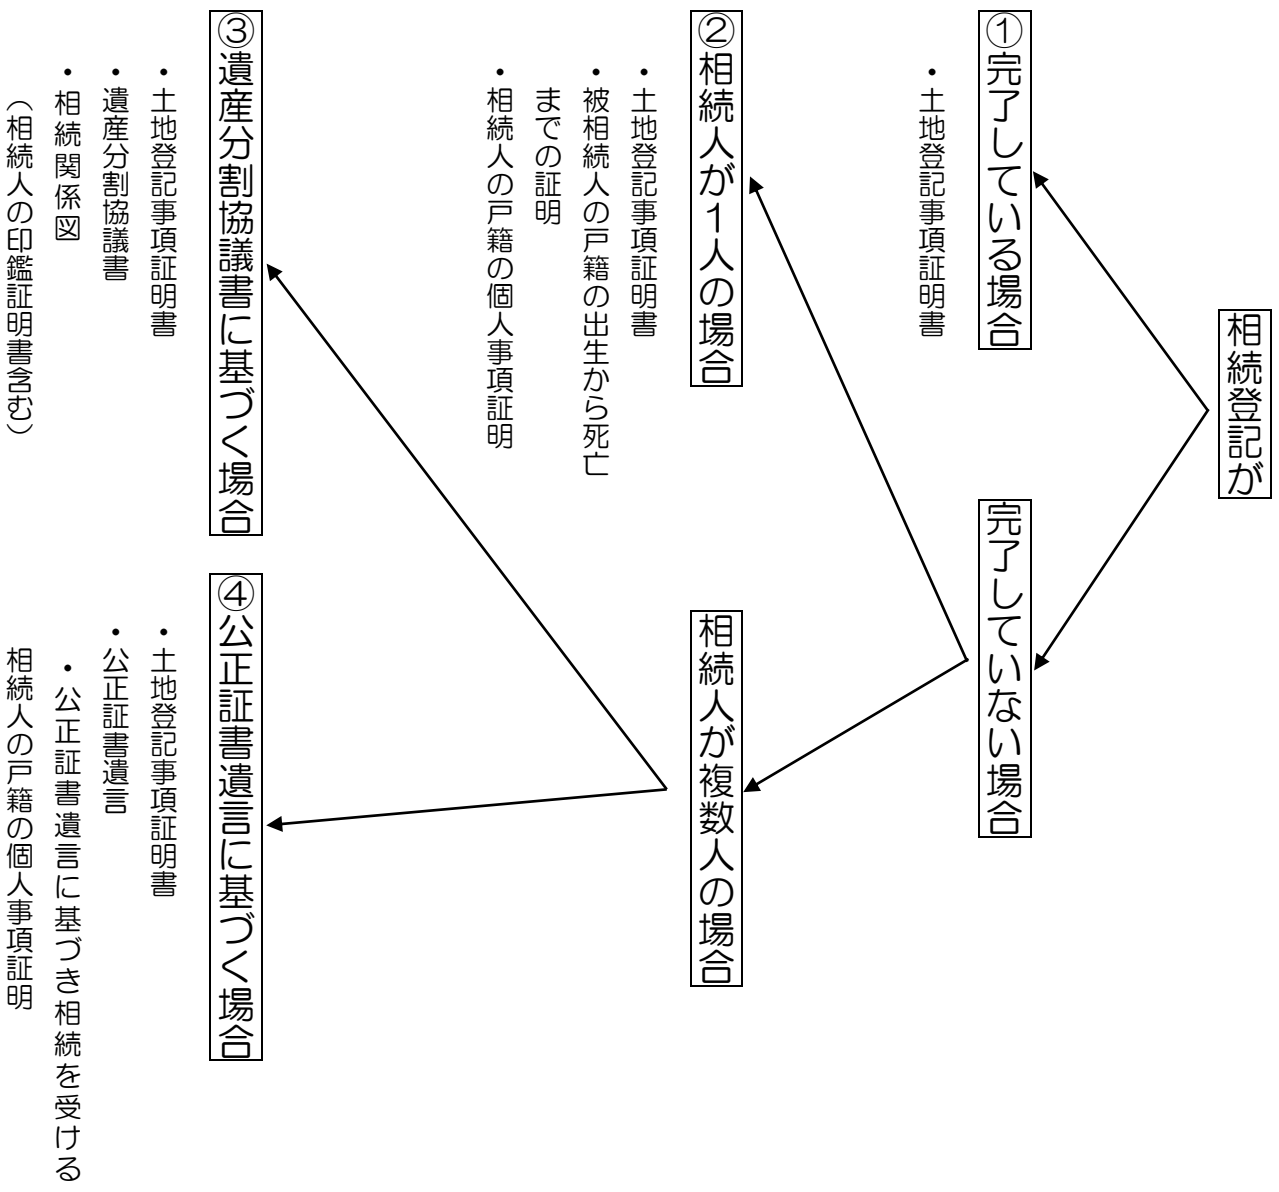 相続登記が
①完了している場合
・土地登記事項証明書
完了していない場合
②相続人が1人の場合
・土地登記事項証明書
・被相続人の戸籍の出生から死亡
までの証明
・相続人の戸籍の個人事項証明
相続人が複数人の場合
③遺産分割協議書に基づく場合
・土地登記事項証明書
・遺産分割協議書
・相続関係図
（相続人の印鑑証明書含む）
④公正証書遺言に基づく場合
・土地登記事項証明書
・公正証書遺言
・公正証書遺言に基づき相続を受ける
相続人の戸籍の個人事項証明